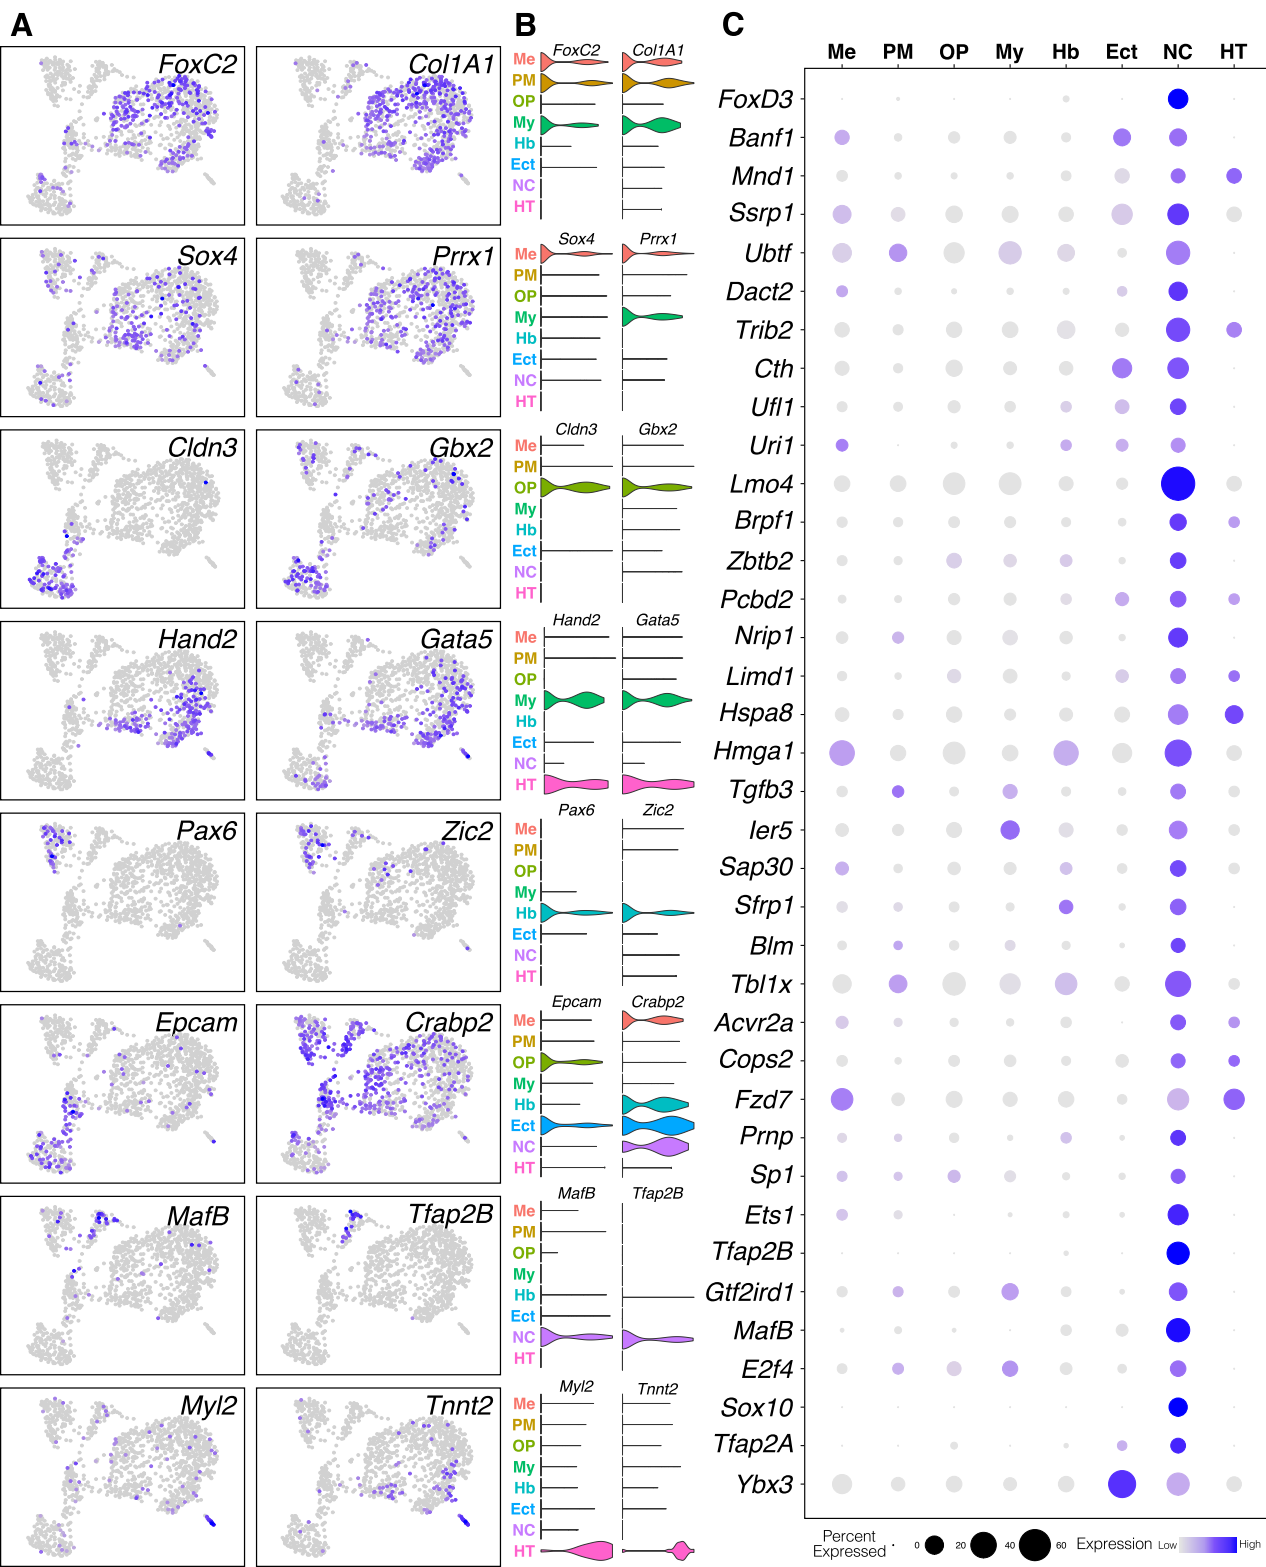 A
B
C
FoxC2
Col1A1
Sox4
Prrx1
Cldn3
Gbx2
Hand2
Gata5
Pax6
Zic2
Epcam
Crabp2
MafB
Tfap2B
Myl2
Tnnt2
FoxC2 Col1A1
Me
PM
OP
My
Hb
Ect
NC
HT
Sox4 Prrx1
Me
PM
OP
My
Hb
Ect
NC
HT
Cldn3 Gbx2
Me
PM
OP
My
Hb
Ect
NC
HT
Hand2 Gata5
Me
PM
OP
My
Hb
Ect
NC
HT
Pax6 Zic2
Me
PM
OP
My
Hb
Ect
NC
HT
Epcam Crabp2
Me
PM
OP
My
Hb
Ect
NC
HT
MafB Tfap2B
Me
PM
OP
My
Hb
Ect
NC
HT
Myl2 Tnnt2
Me
PM
OP
My
Hb
Ect
NC
HT
Me PM OP My Hb Ect NC HT
FoxD3
Banf1
Mnd1
Ssrp1
Ubtf
Dact2
Trib2
Cth
Ufl1
Uri1
Lmo4
Brpf1
Zbtb2
Pcbd2
Nrip1
Limd1
Hspa8
Hmga1
Tgfb3
Ier5
Sap30
Sfrp1
Blm
Tbl1x
Acvr2a
Cops2
Fzd7
Prnp
Sp1
Ets1
Tfap2B
Gtf2ird1
MafB
E2f4
Sox10
Tfap2A
Ybx3
Percent
Expressed 0 20 40 60 Expression Low High